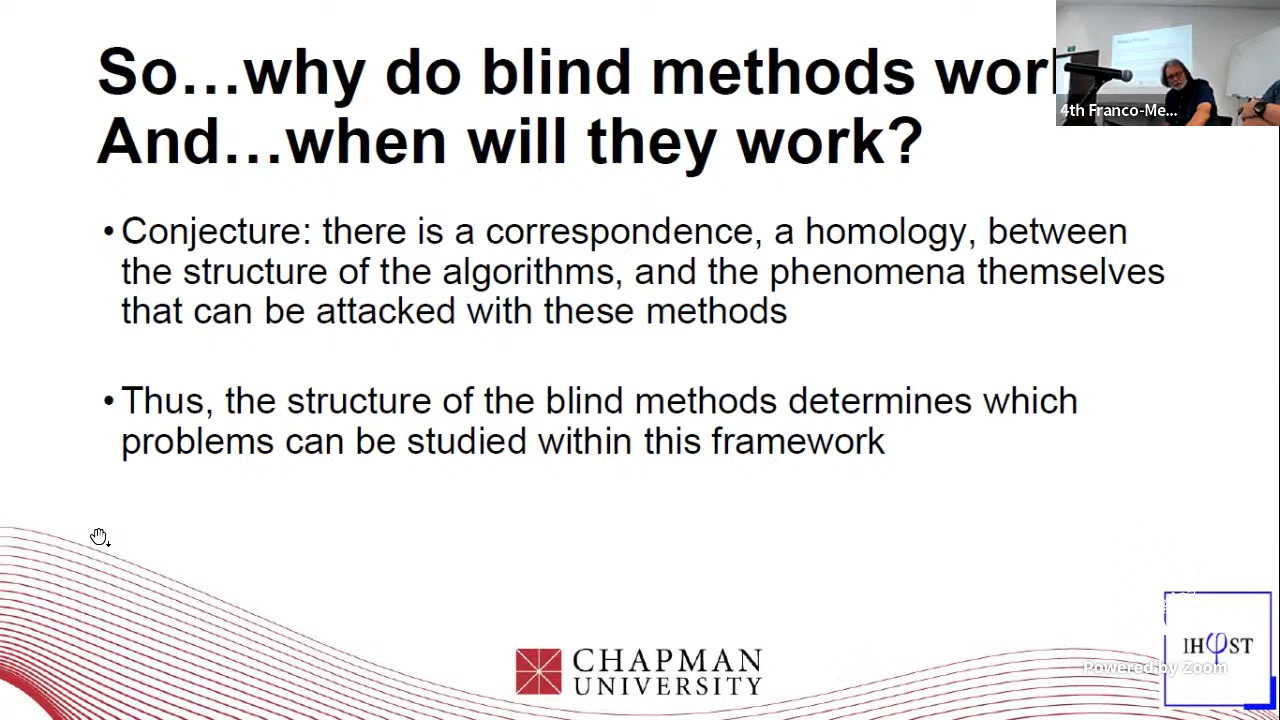 So…why do blind methods wor
And…when will they work?
4th Franco-Me...
• Conjecture: there is a correspondence, a homology, between
the structure of the algorithms, and the phenomena themselves
that can be attacked with these methods
• Thus, the structure of the blind methods determines which
problems can be studied within this framework
CHAPMAN
UNIVERSITY
IHφST
Powered by Zoom